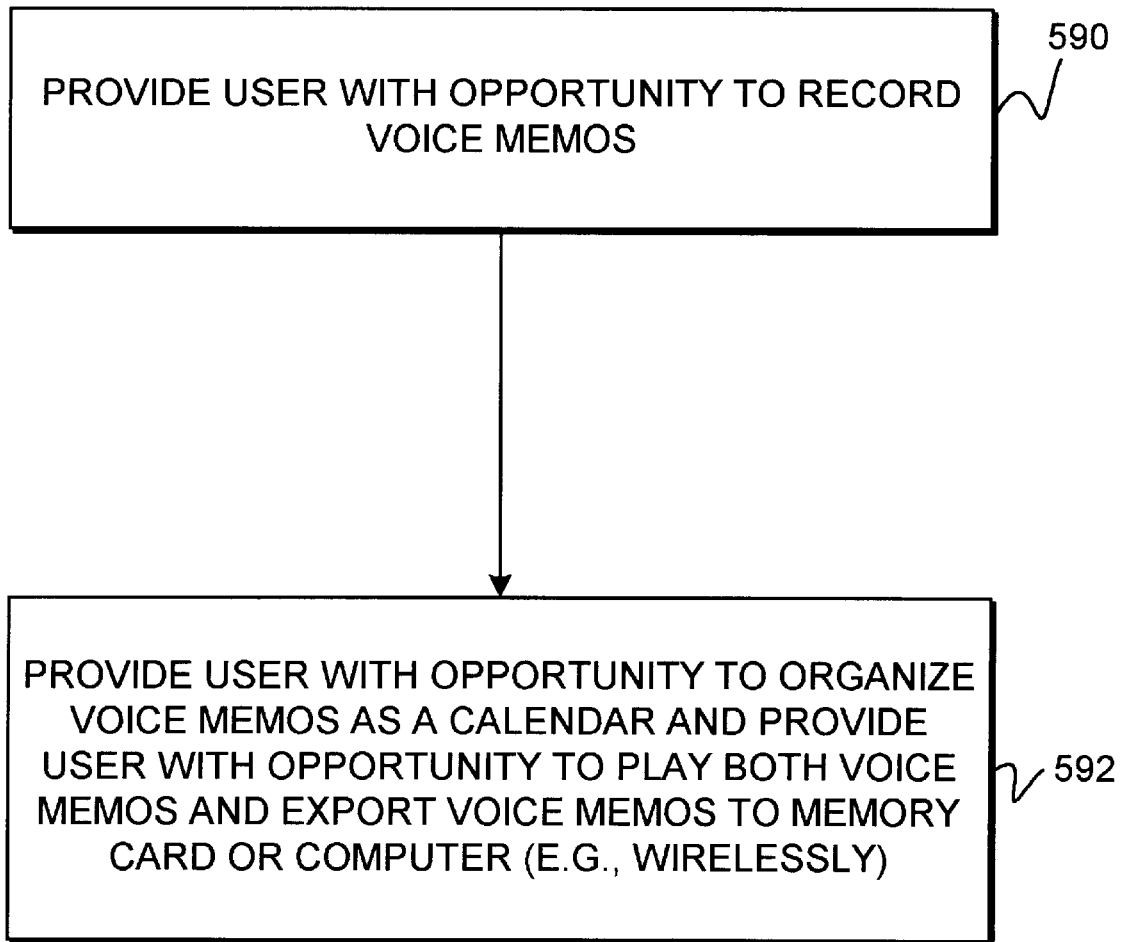 590
PROVIDE USER WITH OPPORTUNITY TO RECORD
VOICE MEMOS
PROVIDE USER WITH OPPORTUNITY TO ORGANIZE
VOICE MEMOS AS A CALENDAR AND PROVIDE
USER WITH OPPORTUNITY TO PLAY BOTH VOICE
MEMOS AND EXPORT VOICE MEMOS TO MEMORY
CARD OR COMPUTER (E.G., WIRELESSLY)
592